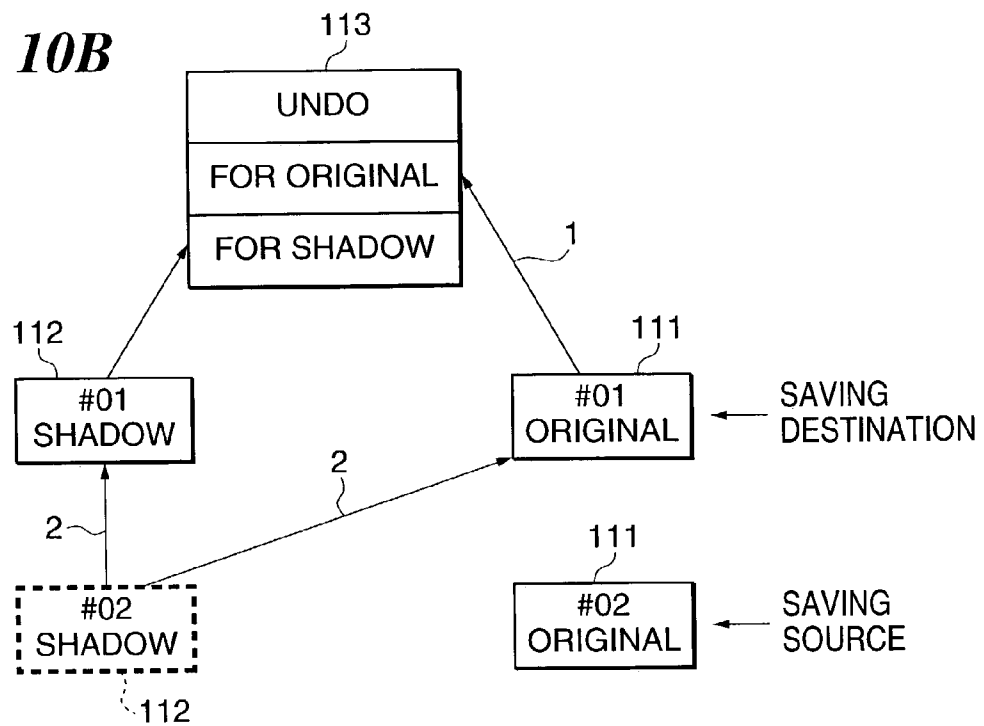 10B
113
UNDO
FOR ORIGINAL
FOR SHADOW
1
112
111
#01
SHADOW
#01
ORIGINAL
SAVING
DESTINATION
2
2
111
#02
SHADOW
#02
ORIGINAL
SAVING
SOURCE
112